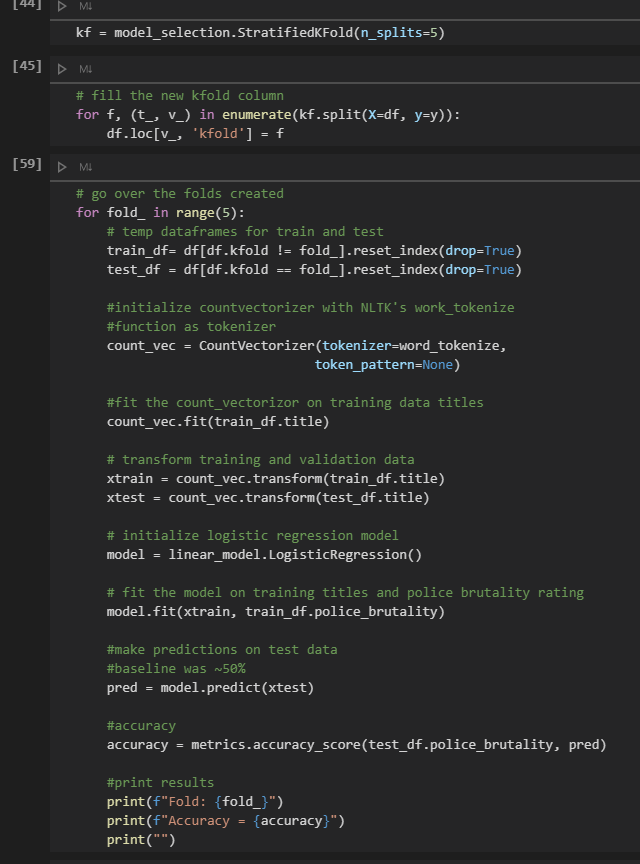 [44]
M↓
kf = model_selection.StratifiedKFold(n_splits=5)
[45]
M↓
# fill the new kfold column
for f, (t_, v_) in enumerate(kf.split(X=df, y=y)):
    df.loc[v_, 'kfold'] = f
[59]
M↓
# go over the folds created
for fold_ in range(5):
    # temp dataframes for train and test
    train_df= df[df.kfold != fold_].reset_index(drop=True)
    test_df = df[df.kfold == fold_].reset_index(drop=True)
    #initialize countvectorizer with NLTK's work_tokenize
    #function as tokenizer
    count_vec = CountVectorizer(tokenizer=word_tokenize,
                               token_pattern=None)
    #fit the count_vectorizor on training data titles
    count_vec.fit(train_df.title)
    # transform training and validation data
    xtrain = count_vec.transform(train_df.title)
    xtest = count_vec.transform(test_df.title)
    # initialize logistic regression model
    model = linear_model.LogisticRegression()
    # fit the model on training titles and police brutality rating
    model.fit(xtrain, train_df.police_brutality)
    #make predictions on test data
    #baseline was ~50%
    pred = model.predict(xtest)
    #accuracy
    accuracy = metrics.accuracy_score(test_df.police_brutality, pred)
    #print results
    print(f"Fold: {fold_}")
    print(f"Accuracy = {accuracy}")
    print("")